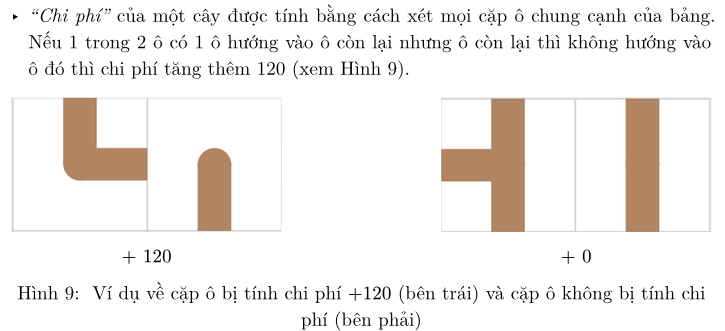 ‣ “Chi phí” của một cây được tính bằng cách xét mọi cặp ô chung cạnh của bảng.
Nếu 1 trong 2 ô có 1 ô hướng vào ô còn lại nhưng ô còn lại thì không hướng vào
ô đó thì chi phí tăng thêm 120 (xem Hình 9).
+ 120
+ 0
Hình 9: Ví dụ về cặp ô bị tính chi phí +120 (bên trái) và cặp ô không bị tính chi
phí (bên phải)